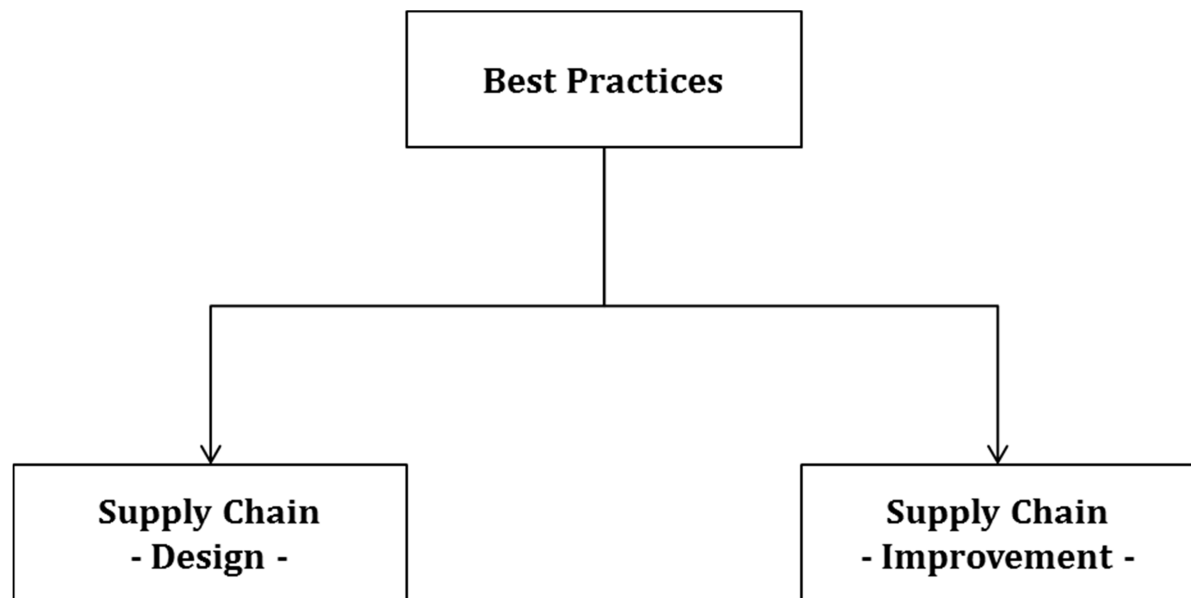 Best Practices
Supply Chain
- Design -
Supply Chain
- Improvement -